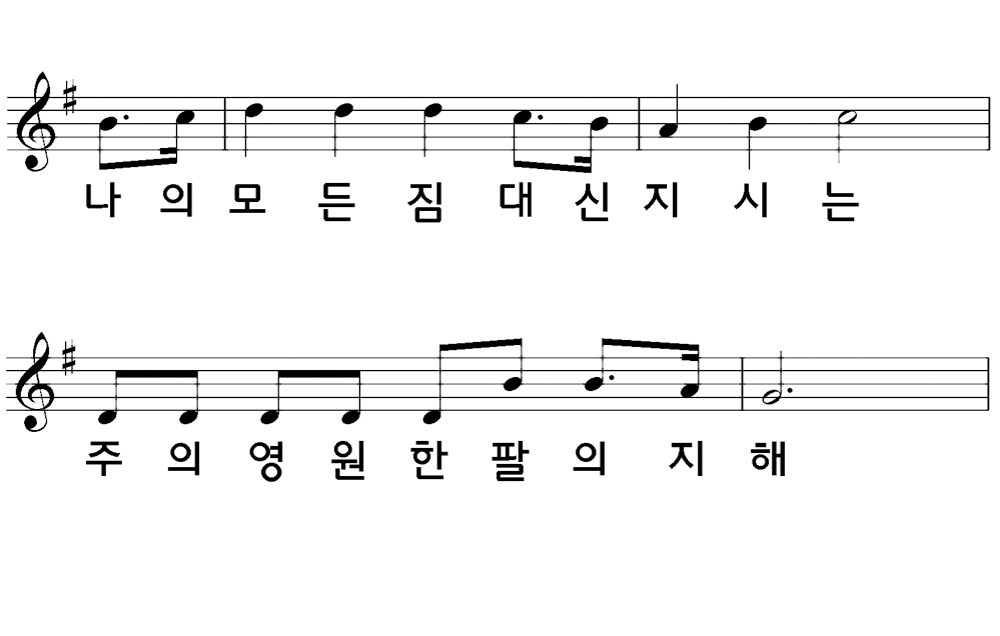 나 의 모 든 짐 대 신 지 시 는
주 의 영 원 한 팔 의 지 해